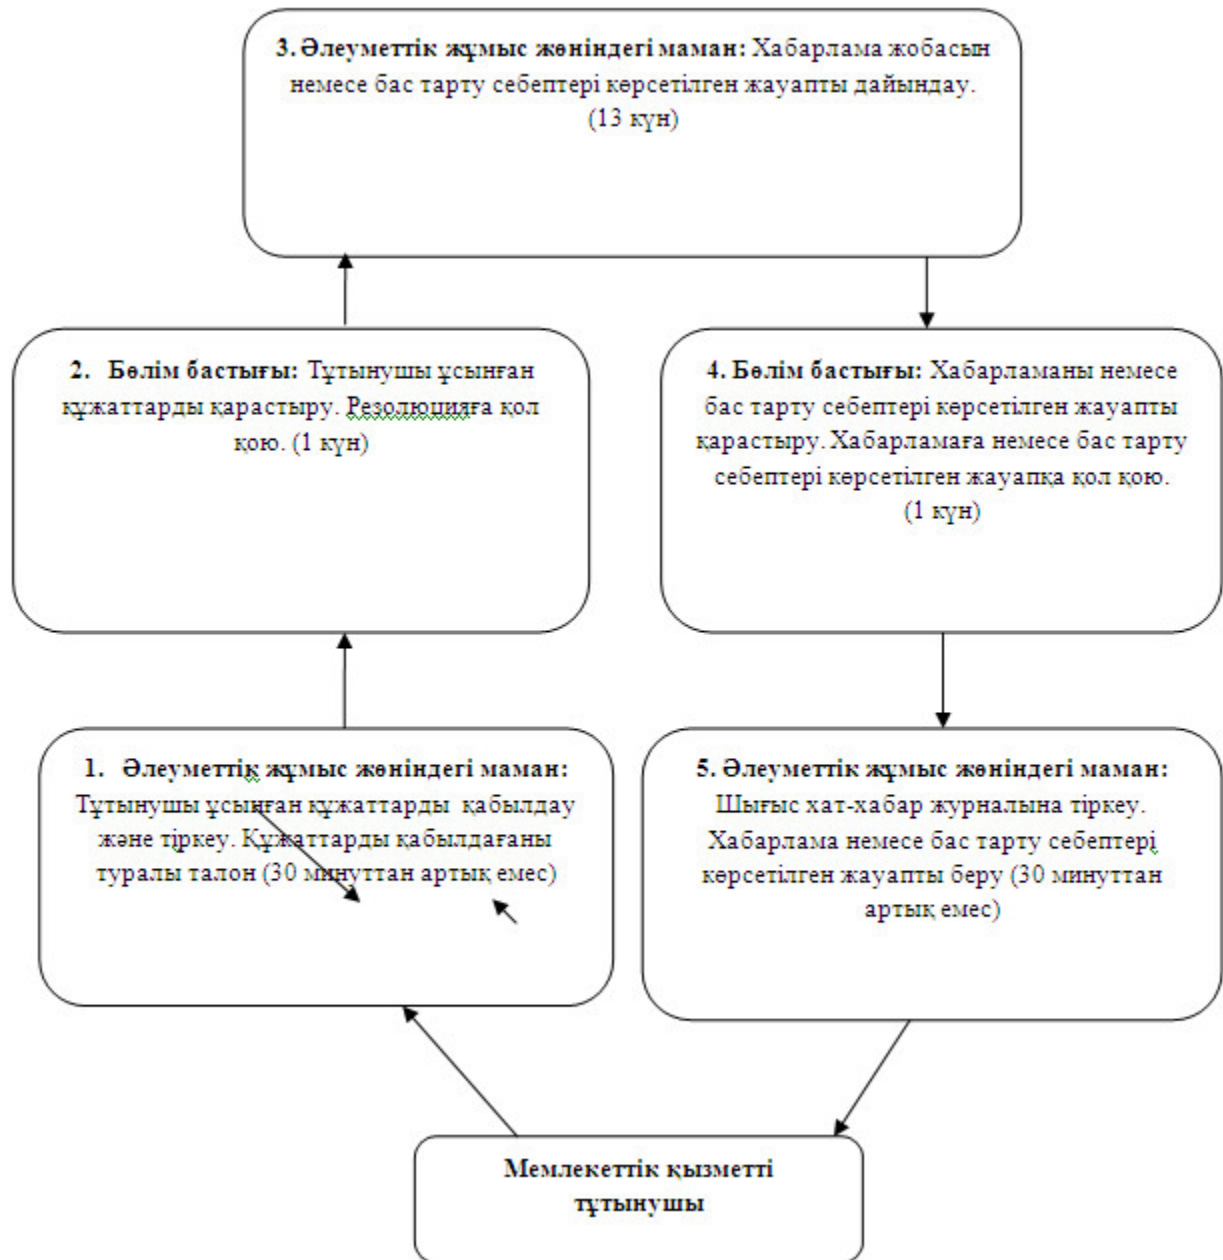 3. Әлеуметтік жұмыс жөніндегі маман: Хабарлама жобасын
немесе бас тарту себептері көрсетілген жауапты дайындау.
(13 күн)
2. Бөлім бастығы: Тұтынушы ұсынған
құжаттарды қарастыру. Резолюцияға қол
қою. (1 күн)
4. Бөлім бастығы: Хабарламаны немесе
бас тарту себептері көрсетілген жауапты
қарастыру. Хабарламаға немесе бас тарту
себептері көрсетілген жауапқа қол қою.
(1 күн)
1. Әлеуметтік жұмыс жөніндегі маман:
Тұтынушы ұсынған құжаттарды қабылдау
және тіркеу. Құжаттарды қабылдағаны
туралы талон (30 минуттан артық емес)
5. Әлеуметтік жұмыс жөніндегі маман:
Шығыс хат-хабар журналына тіркеу.
Хабарлама немесе бас тарту себептері
көрсетілген жауапты беру (30 минуттан
артық емес)
Мемлекеттік қызметті
тұтынушы